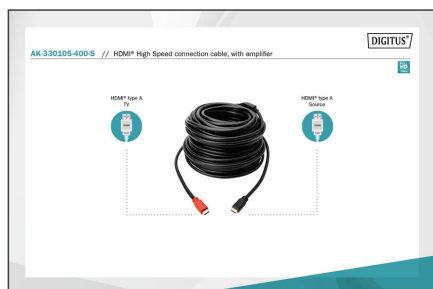 DIGITUS®
AK-330105-400-S // HDMI® High Speed connection cable, with amplifier
HDMI® type A
TV
HDMI® type A
Source